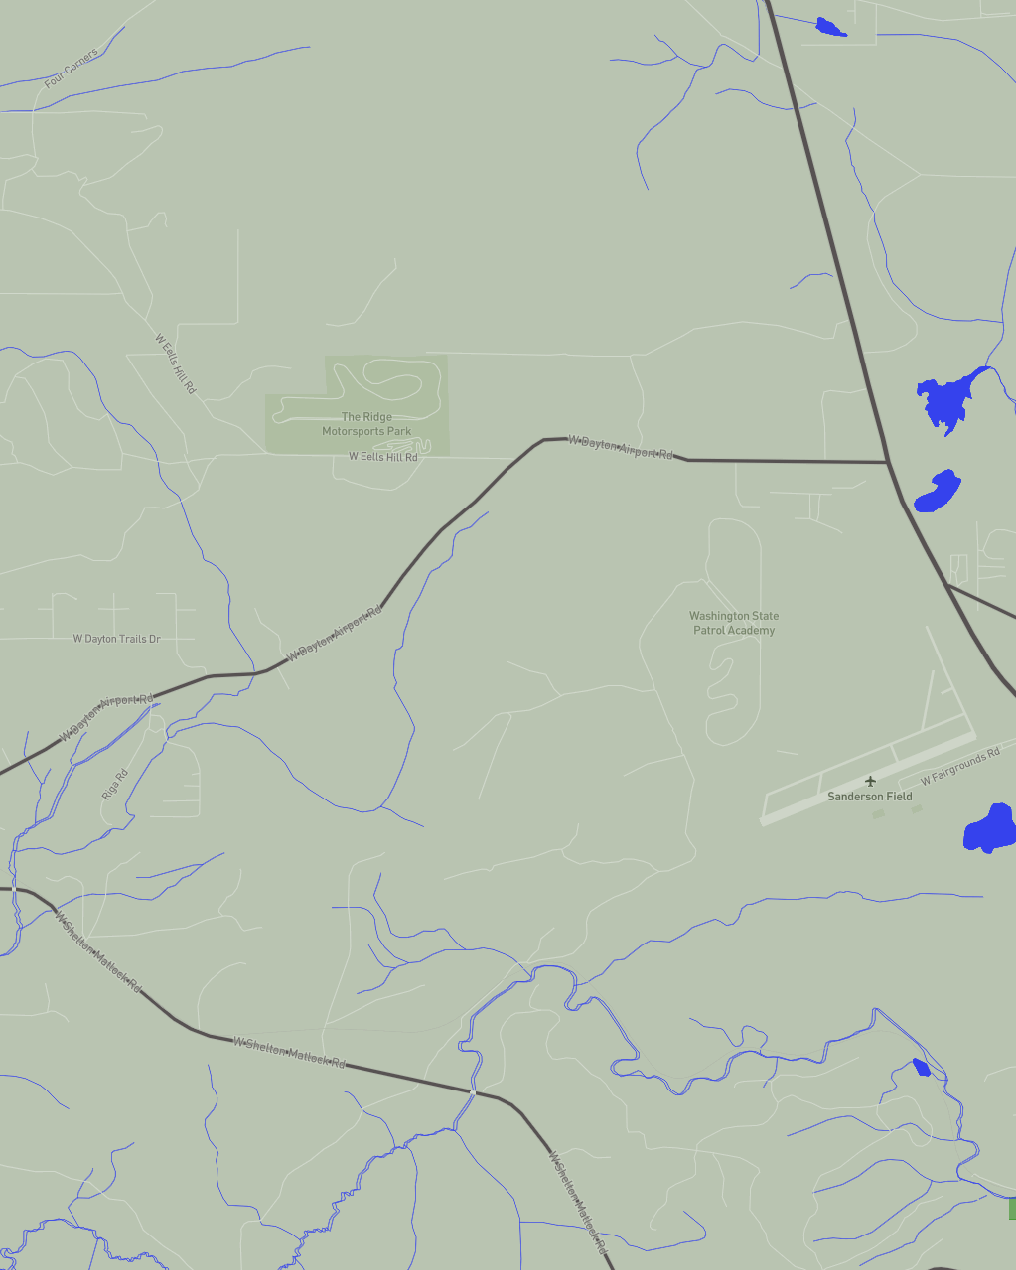 Four Corners
W Eells Hill Rd
The Ridge
Motorsports Park
W Eells Hill Rd
W Dayton Airport Rd
Washington State
Patrol Academy
W Dayton Airport Rd
W Dayton Trails Dr
W Dayton Airport Rd
Riga Rd
W Fairgrounds Rd
Sanderson Field
W Shelton Matlock Rd
W Shelton Matlock Rd
W Shelton Matlock Rd